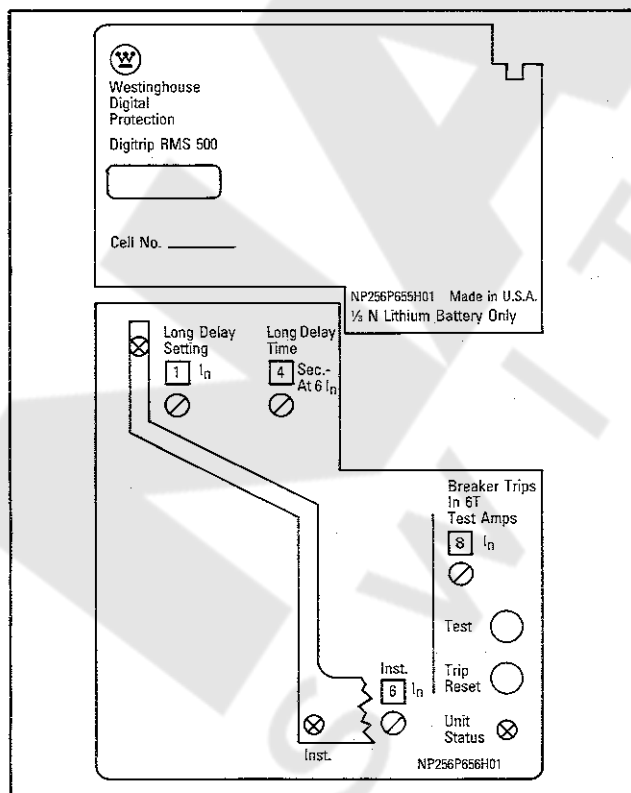 W
Westinghouse
Digital
Protection
Digitrip RMS 500
Cell No.
NP256P655H01 Made in U.S.A.
⅓ N Lithium Battery Only
Long Delay
Setting
1 In
Long Delay
Time
4 Sec.-
At 6 In
Breaker Trips
In 6T
Test Amps
8 In
Test
Trip
Reset
Unit
Status
Inst.
6 In
Inst.
NP256P656H01